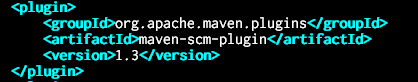 <plugin>
<groupId>org.apache.maven.plugins</groupId>
<artifactId>maven-scm-plugin</artifactId>
<version>1.3</version>
</plugin>